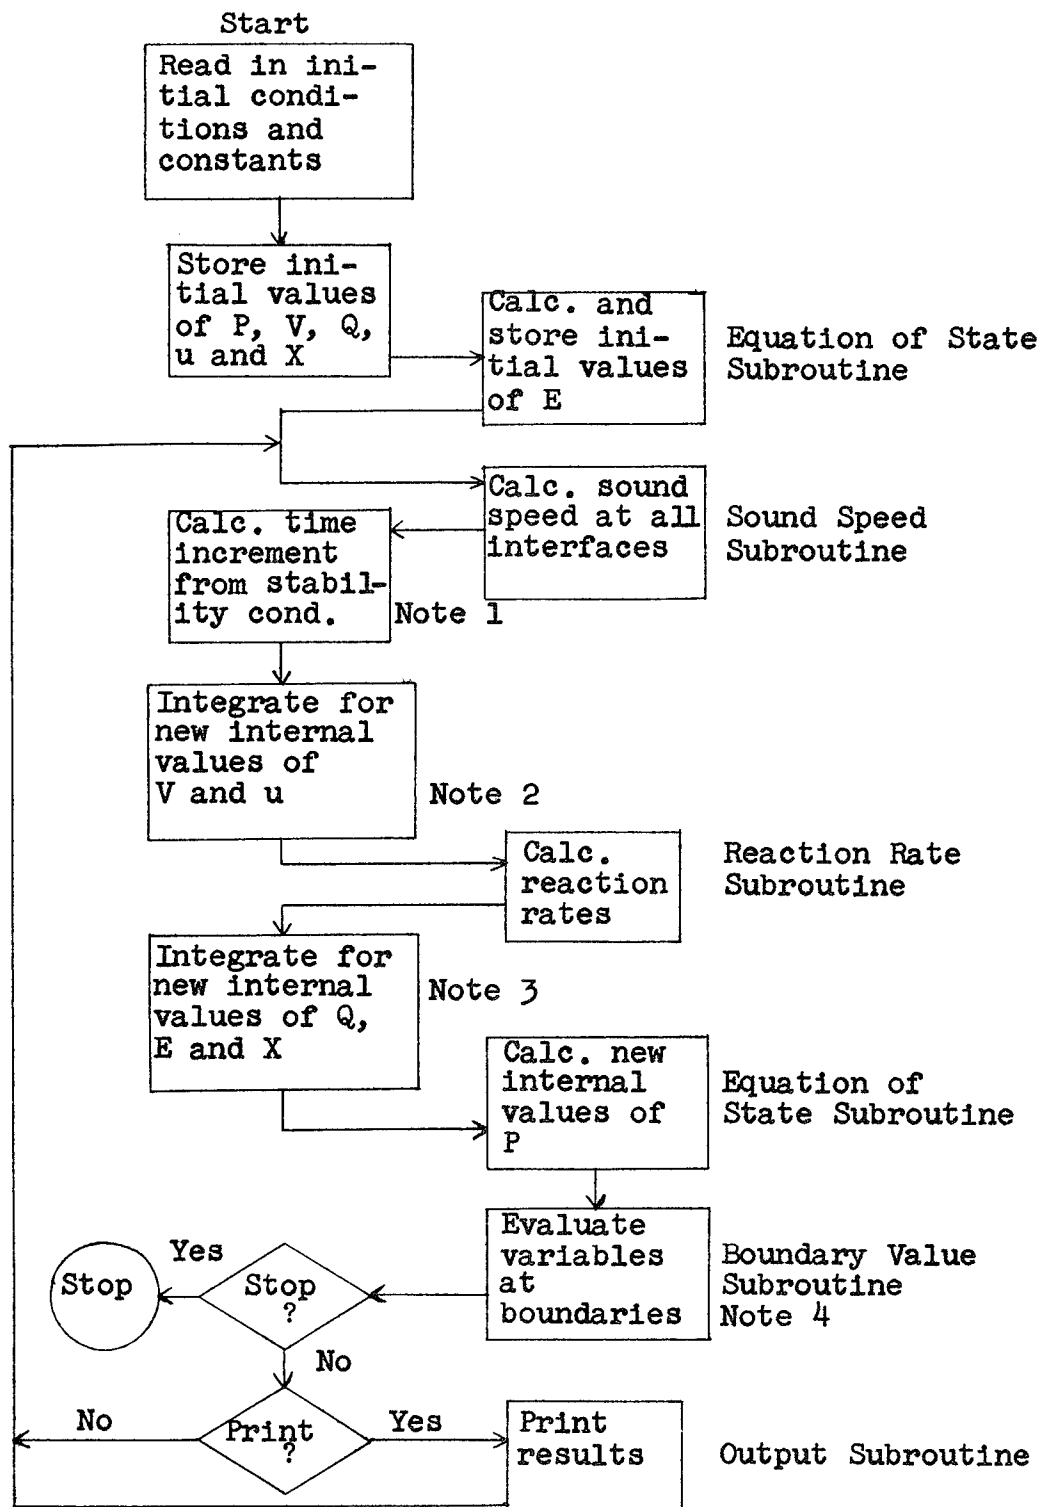 Start
Read in ini-
tial condi-
tions and
constants
Store ini-
tial values
of P, V, Q,
u and X
Calc. and
store ini-
tial values
of E
Equation of State
Subroutine
Calc. sound
speed at all
interfaces
Sound Speed
Subroutine
Calc. time
increment
from stabil-
ity cond.
Note 1
Integrate for
new internal
values of
V and u
Note 2
Calc.
reaction
rates
Reaction Rate
Subroutine
Integrate for
new internal
values of Q,
E and X
Note 3
Calc. new
internal
values of
P
Equation of
State Subroutine
Evaluate
variables
at
boundaries
Boundary Value
Subroutine
Note 4
Stop
?
Yes
Stop
No
Print
?
No
Yes
Print
results
Output Subroutine